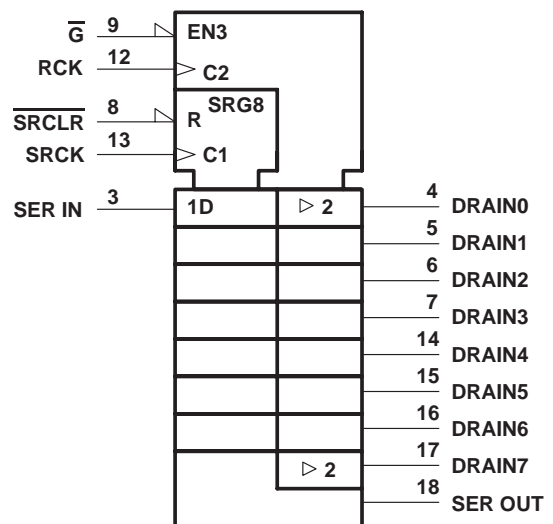 G 9 EN3
RCK 12 C2
SRG8
SRCLR 8 R
SRCK 13 C1
SER IN 3 1D ▷ 2 4 DRAIN0
5 DRAIN1
6 DRAIN2
7 DRAIN3
14 DRAIN4
15 DRAIN5
16 DRAIN6
▷ 2 17 DRAIN7
18 SER OUT